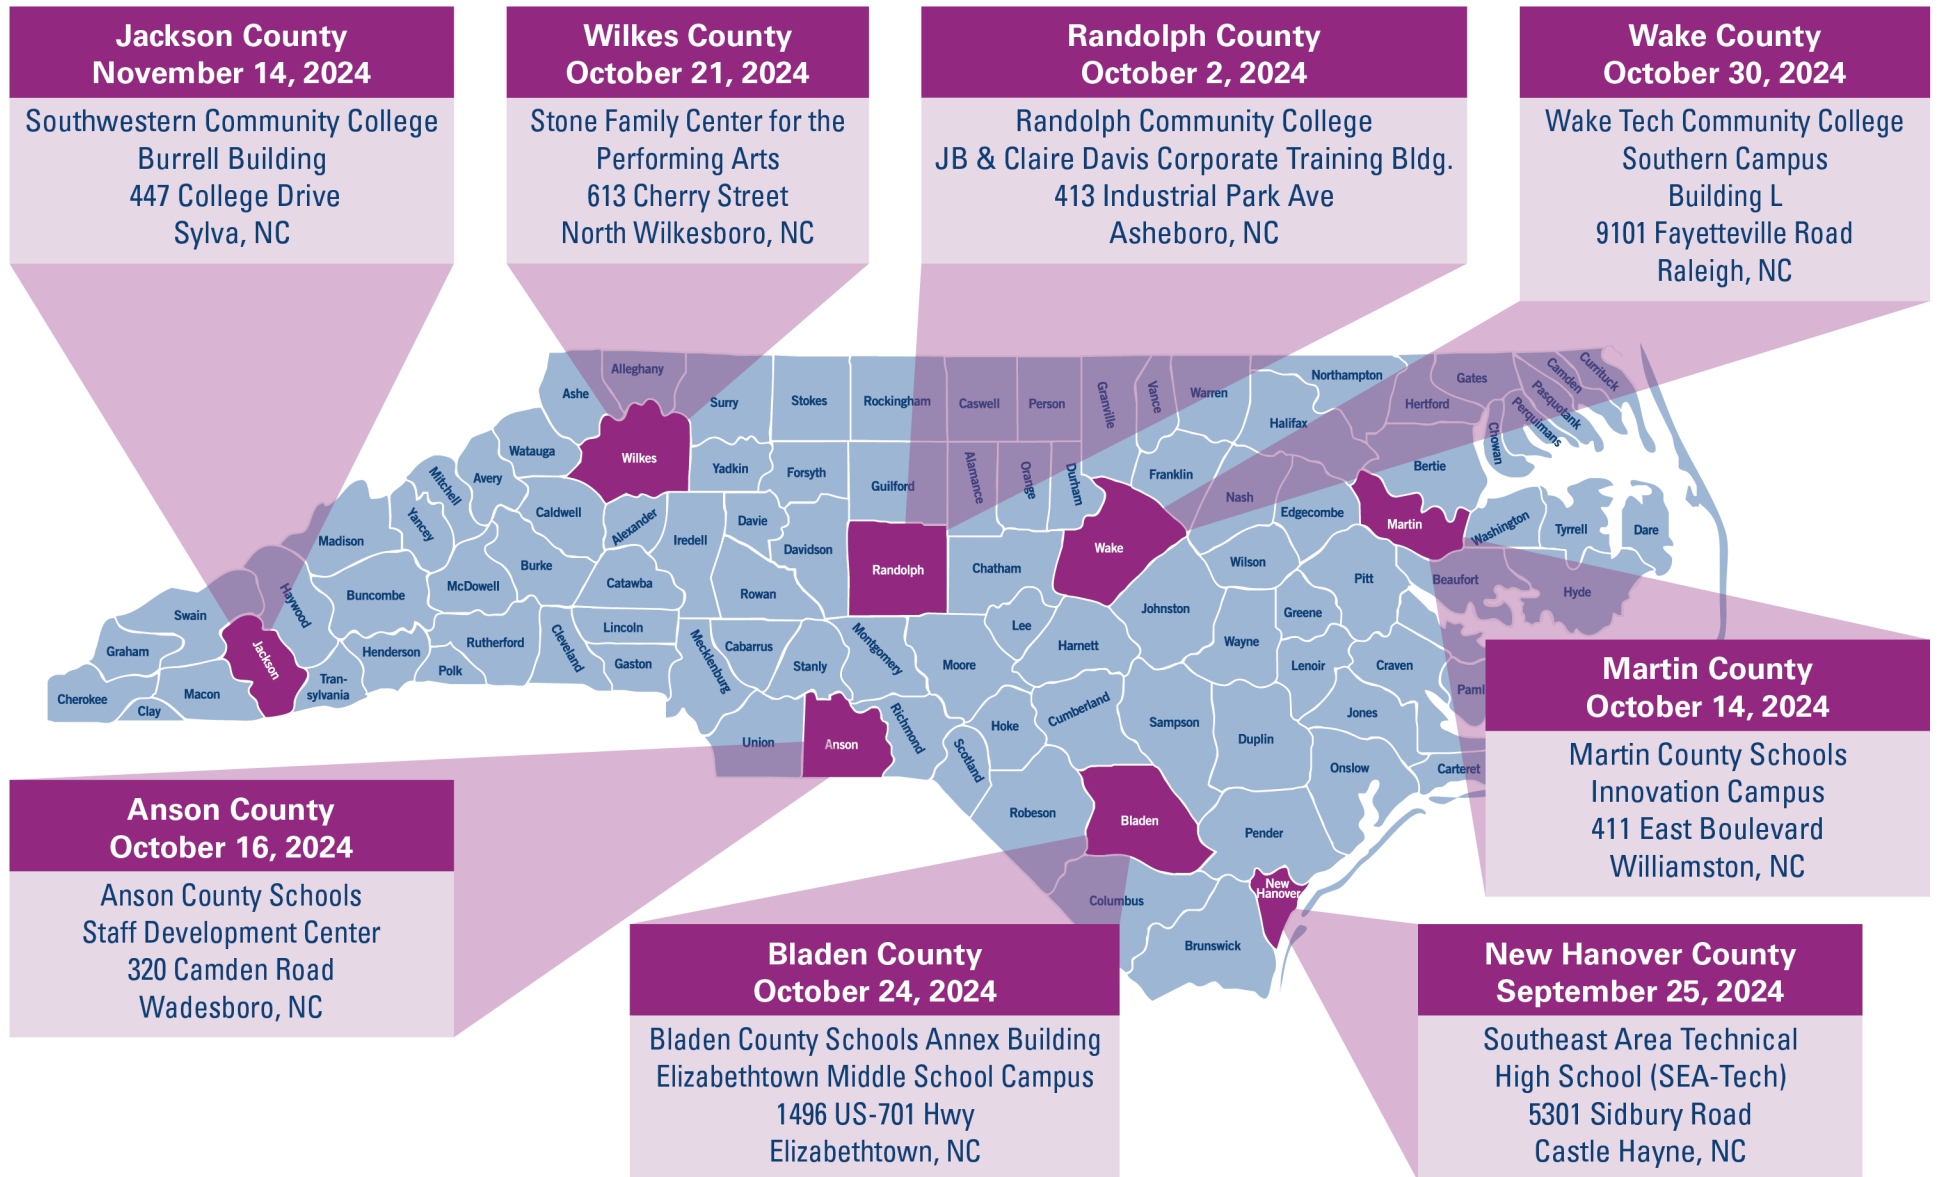 Jackson County
November 14, 2024
Southwestern Community College
Burrell Building
447 College Drive
Sylva, NC
Wilkes County
October 21, 2024
Stone Family Center for the
Performing Arts
613 Cherry Street
North Wilkesboro, NC
Randolph County
October 2, 2024
Randolph Community College
JB & Claire Davis Corporate Training Bldg.
413 Industrial Park Ave
Asheboro, NC
Wake County
October 30, 2024
Wake Tech Community College
Southern Campus
Building L
9101 Fayetteville Road
Raleigh, NC
Alleghany
Ashe
Surry
Stokes
Rockingham
Caswell
Person
Granville
Vance
Warren
Northampton
Gates
Camden
Currituck
Pasquotank
Perquimans
Hertford
Halifax
Chowan
Watauga
Wilkes
Yadkin
Forsyth
Guilford
Alamance
Orange
Durham
Franklin
Nash
Bertie
Mitchell
Avery
Yancey
Caldwell
Alexander
Davie
Iredell
Davidson
Edgecombe
Martin
Washington
Tyrrell
Dare
Madison
Burke
Catawba
Rowan
Randolph
Chatham
Wake
Wilson
Pitt
Beaufort
Hyde
Haywood
Buncombe
McDowell
Swain
Lincoln
Johnston
Greene
Graham
Jackson
Henderson
Rutherford
Cleveland
Gaston
Mecklenburg
Cabarrus
Stanly
Montgomery
Moore
Lee
Harnett
Wayne
Lenoir
Craven
Cherokee
Clay
Macon
Tran-
sylvania
Polk
Union
Anson
Richmond
Scotland
Hoke
Cumberland
Sampson
Duplin
Jones
Paml
Onslow
Carteret
Robeson
Bladen
Pender
Columbus
Brunswick
New
Hanover
Martin County
October 14, 2024
Martin County Schools
Innovation Campus
411 East Boulevard
Williamston, NC
Anson County
October 16, 2024
Anson County Schools
Staff Development Center
320 Camden Road
Wadesboro, NC
Bladen County
October 24, 2024
Bladen County Schools Annex Building
Elizabethtown Middle School Campus
1496 US-701 Hwy
Elizabethtown, NC
New Hanover County
September 25, 2024
Southeast Area Technical
High School (SEA-Tech)
5301 Sidbury Road
Castle Hayne, NC